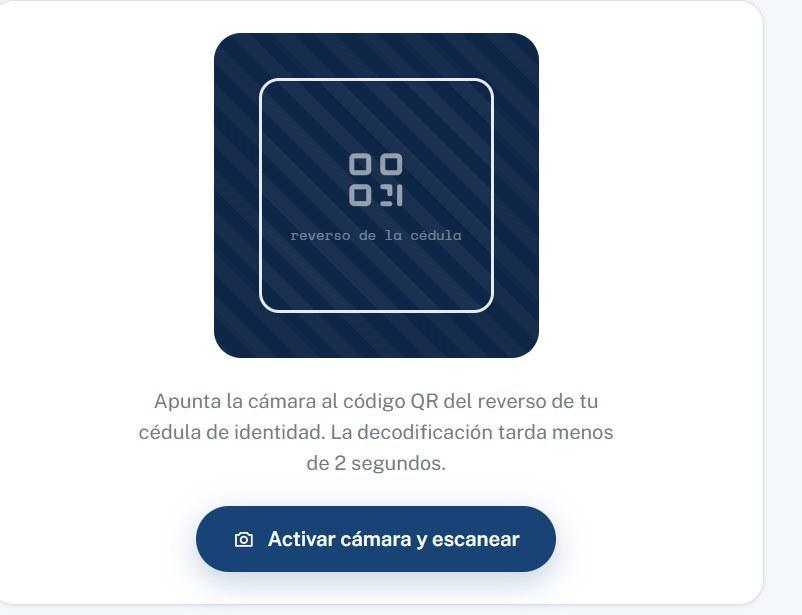 reverso de la cédula
Apunta la cámara al código QR del reverso de tu
cédula de identidad. La decodificación tarda menos
de 2 segundos.
Activar cámara y escanear